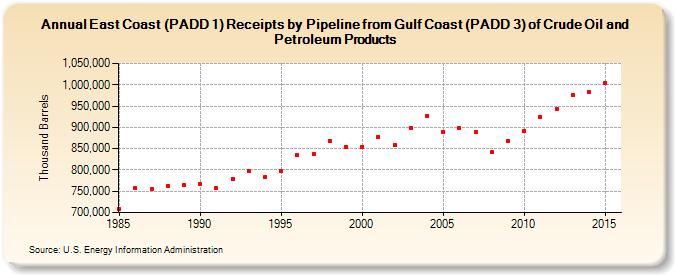 Annual East Coast (PADD 1) Receipts by Pipeline from Gulf Coast (PADD 3) of Crude Oil and
Petroleum Products
Thousand Barrels
1,050,000
1,000,000
950,000
900,000
850,000
800,000
750,000
700,000
1985 1990 1995 2000 2005 2010 2015
Source: U.S. Energy Information Administration